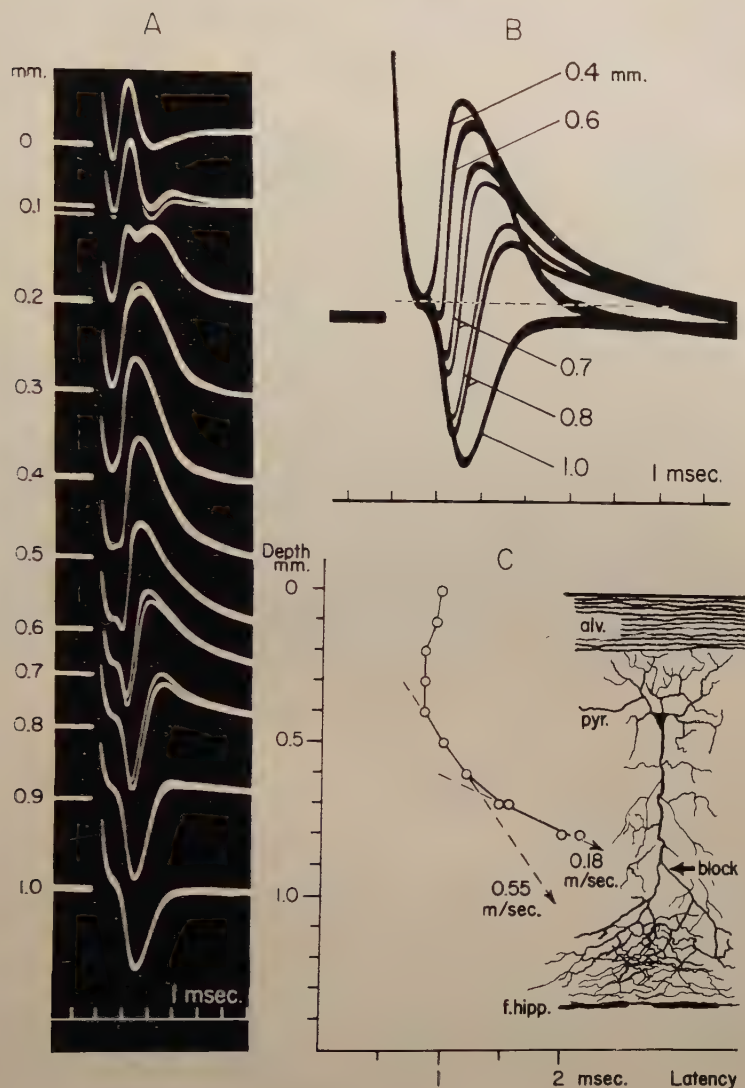 A
mm.
0
0.1
0.2
0.3
0.4
0.5
0.6
0.7
0.8
0.9
1.0
1 msec.
B
0.4 mm.
0.6
0.7
0.8
1.0
1 msec.
C
Depth
mm.
0
0.5
1.0
alv.
pyr.
block
f.hipp.
0.18
m/sec.
0.55
m/sec.
1 2 msec. Latency